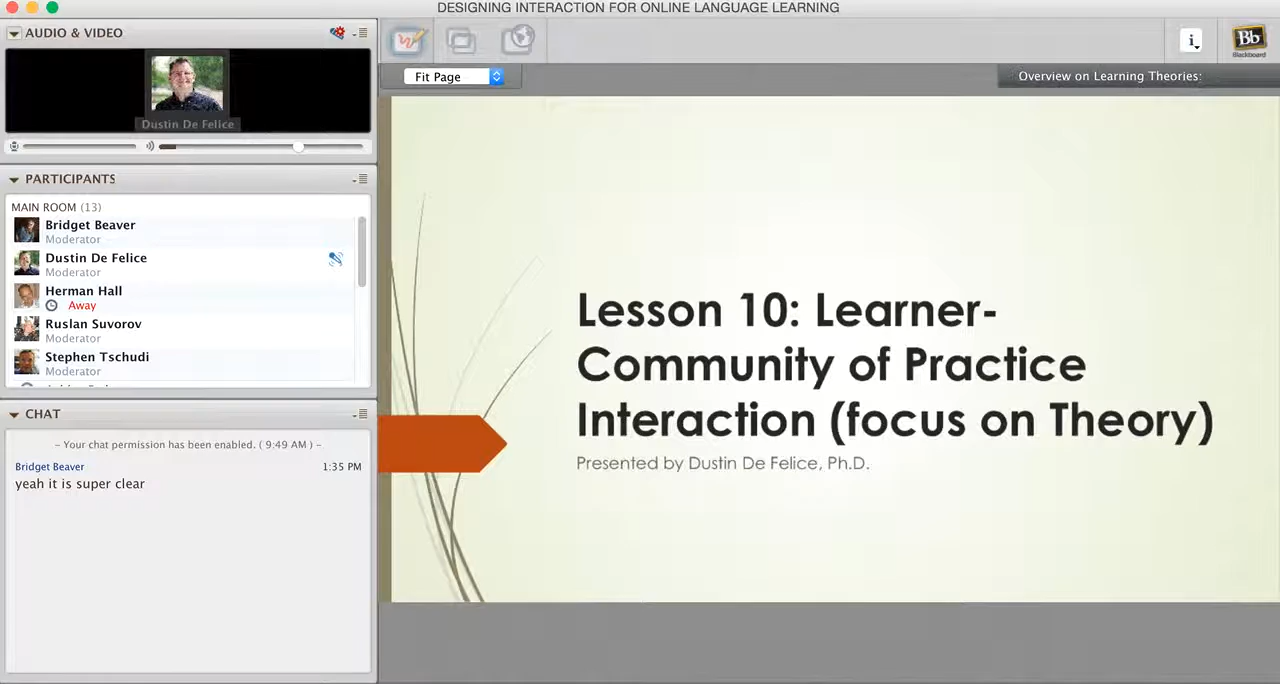 DESIGNING INTERACTION FOR ONLINE LANGUAGE LEARNING
AUDIO & VIDEO
Dustin De Felice
PARTICIPANTS
MAIN ROOM (13)
Bridget Beaver
Moderator
Dustin De Felice
Moderator
Herman Hall
Away
Ruslan Suvorov
Moderator
Stephen Tschudi
Moderator
CHAT
– Your chat permission has been enabled. ( 9:49 AM ) –
Bridget Beaver 1:35 PM
yeah it is super clear
i
Bb
Blackboard
Fit Page
Overview on Learning Theories:
Lesson 10: Learner-
Community of Practice
Interaction (focus on Theory)
Presented by Dustin De Felice, Ph.D.